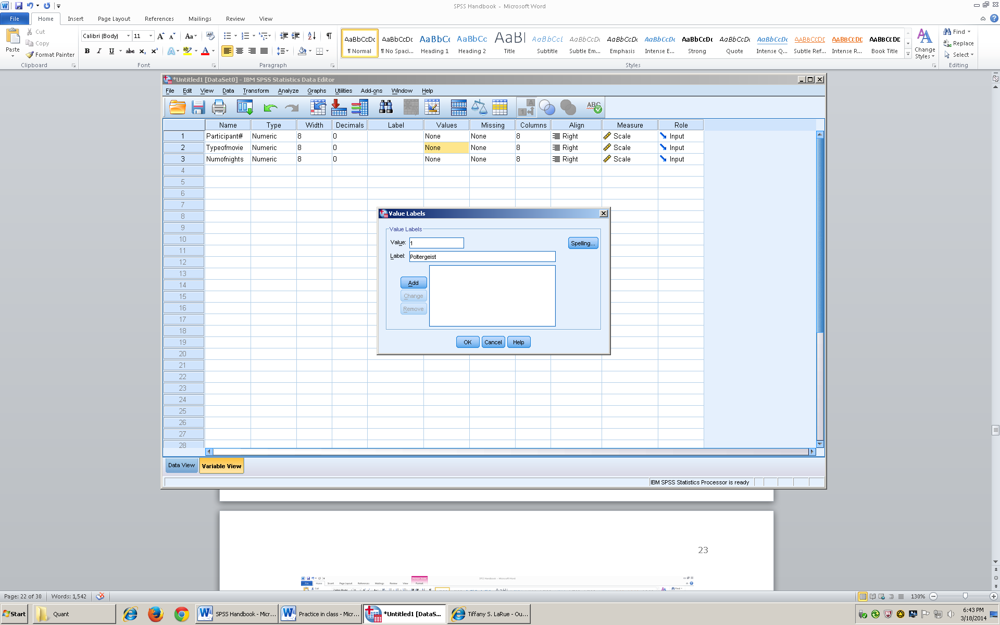 SPSS Handbook - Microsoft Word
File Home Insert Page Layout References Mailings Review View
Paste
Cut
Copy
Format Painter
Clipboard
Calibri (Body) 11
Font
Paragraph
AaBbCcDc AaBbCcDc AaBbCc AaBbCc AaBl AaBbCcL AaBbCcDc AaBbCcDc AaBbCcDc AaBbCcDc AaBbCcDc AaBbCcDc AABBCCDE AABBCCDE AABBCCDE
¶ Normal ¶ No Spaci... Heading 1 Heading 2 Title Subtitle Subtle Em... Emphasis Intense E... Strong Quote Intense Q... Subtle Ref... Intense R... Book Title
Styles
Change Styles
Find
Replace
Select
Editing
*Untitled1 [DataSet0] - IBM SPSS Statistics Data Editor
File Edit View Data Transform Analyze Graphs Utilities Add-ons Window Help
Name Type Width Decimals Label Values Missing Columns Align Measure Role
1 Participant# Numeric 8 0 None None 8 Right Scale Input
2 Typeofmovie Numeric 8 0 None None 8 Right Scale Input
3 Numofnights Numeric 8 0 None None 8 Right Scale Input
4
5
6
7
8
9
10
11
12
13
14
15
16
17
18
19
20
21
22
23
24
25
26
27
28
Value Labels
Value Labels
Value: 1
Spelling...
Label: Poltergeist
Add
Change
Remove
OK Cancel Help
Data View Variable View
IBM SPSS Statistics Processor is ready
23
SPSS Handbook - Microsoft Word
Page: 22 of 30 Words: 1,542 130%
Start Quant SPSS Handbook - Micr... Practice in class - Micr... *Untitled1 [DataS... Tiffany S. LaRue - Ou...
6:43 PM
3/18/2014